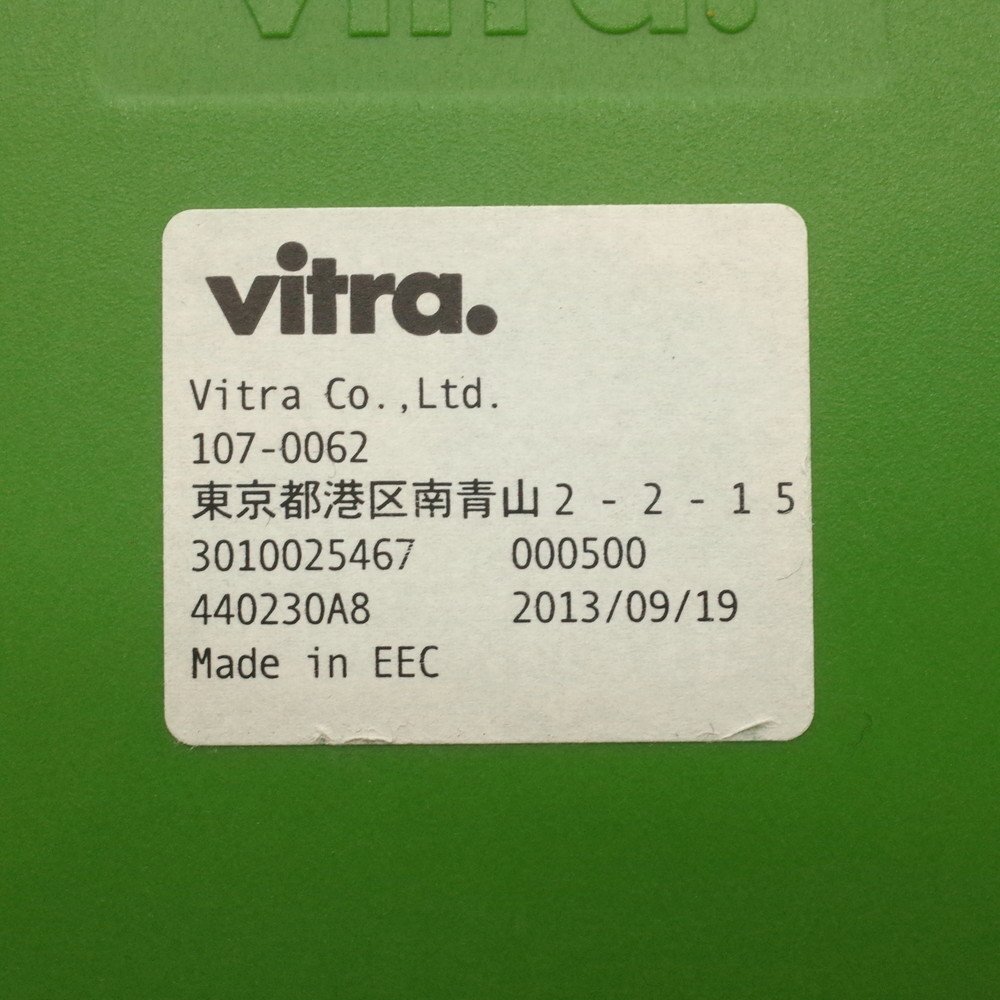 vitra.
vitra.
Vitra Co.,Ltd.
107-0062
東京都港区南青山2-2-15
3010025467 000500
440230A8 2013/09/19
Made in EEC